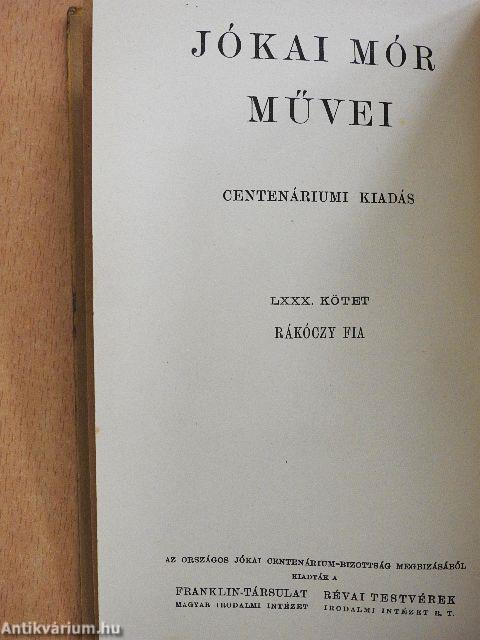 JÓKAI MÓR
MŰVEI
CENTENÁRIUMI KIADÁS
LXXX. KÖTET
RÁKÓCZY FIA
AZ ORSZÁGOS JÓKAI CENTENÁRIUM-BIZOTTSÁG MEGBIZÁSÁBÓL
KIADTÁK A
FRANKLIN-TÁRSULAT RÉVAI TESTVÉREK
MAGYAR IRODALMI INTÉZET IRODALMI INTÉZET R. T.
Antikvárium.hu